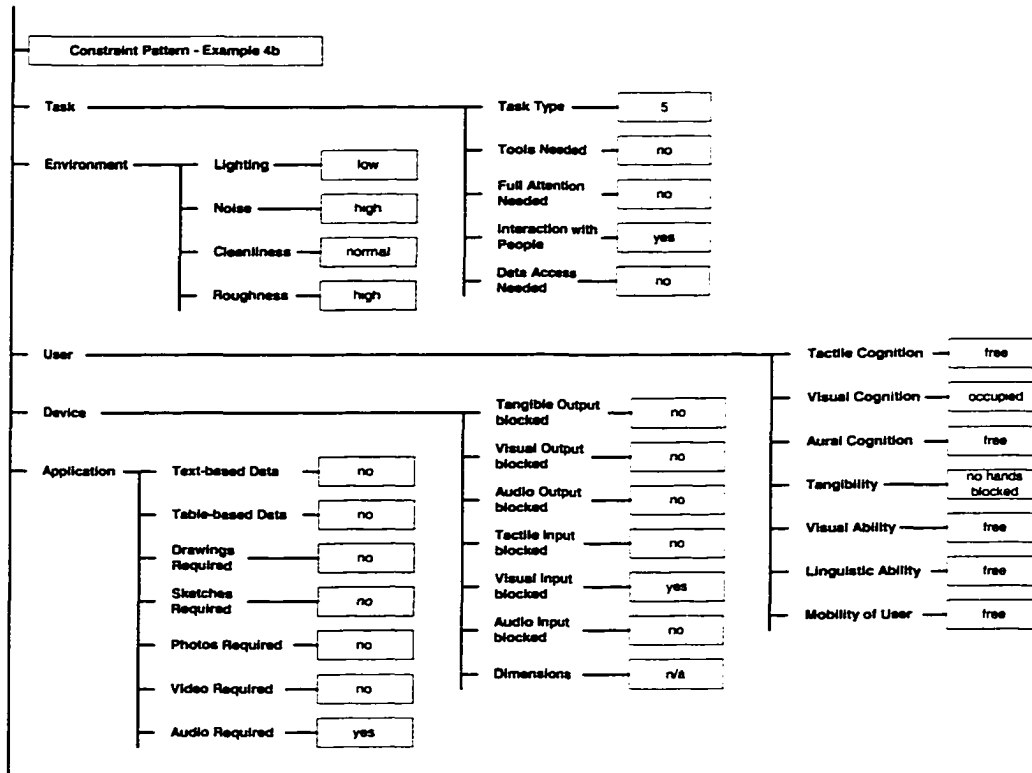 Constraint Pattern - Example 4b
Task
Task Type
5
Tools Needed
no
Full Attention
Needed
no
Interaction with
People
yes
Data Access
Needed
no
Environment
Lighting
low
Noise
high
Cleanliness
normal
Roughness
high
User
Tactile Cognition
free
Visual Cognition
occupied
Aural Cognition
free
Tangibility
no hands
blocked
Visual Ability
free
Linguistic Ability
free
Mobility of User
free
Device
Tangible Output
blocked
no
Visual Output
blocked
no
Audio Output
blocked
no
Tactile Input
blocked
no
Visual Input
blocked
yes
Audio Input
blocked
no
Dimensions
n/a
Application
Text-based Data
no
Table-based Data
no
Drawings
Required
no
Sketches
Required
no
Photos Required
no
Video Required
no
Audio Required
yes